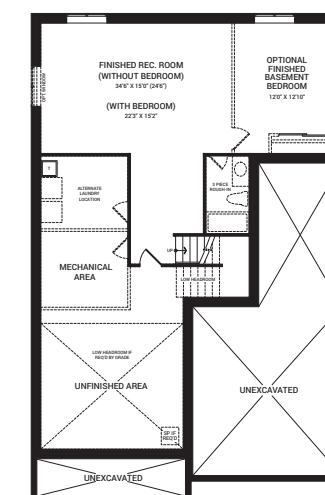 FINISHED REC. ROOM
(WITHOUT BEDROOM)
34'6" X 15'0" (24'6")
(WITH BEDROOM)
22'3" X 15'2"
OPTIONAL
FINISHED
BASEMENT
BEDROOM
12'0" X 12'10"
OPT. WINDOW
ALTERNATE
LAUNDRY
LOCATION
3 PIECE
ROUGH-IN
UP
LOW HEADROOM
MECHANICAL
AREA
LOW HEADROOM IF
REQ'D BY GRADE
UNFINISHED AREA
UNEXCAVATED
SP IF
REQ'D
UNEXCAVATED